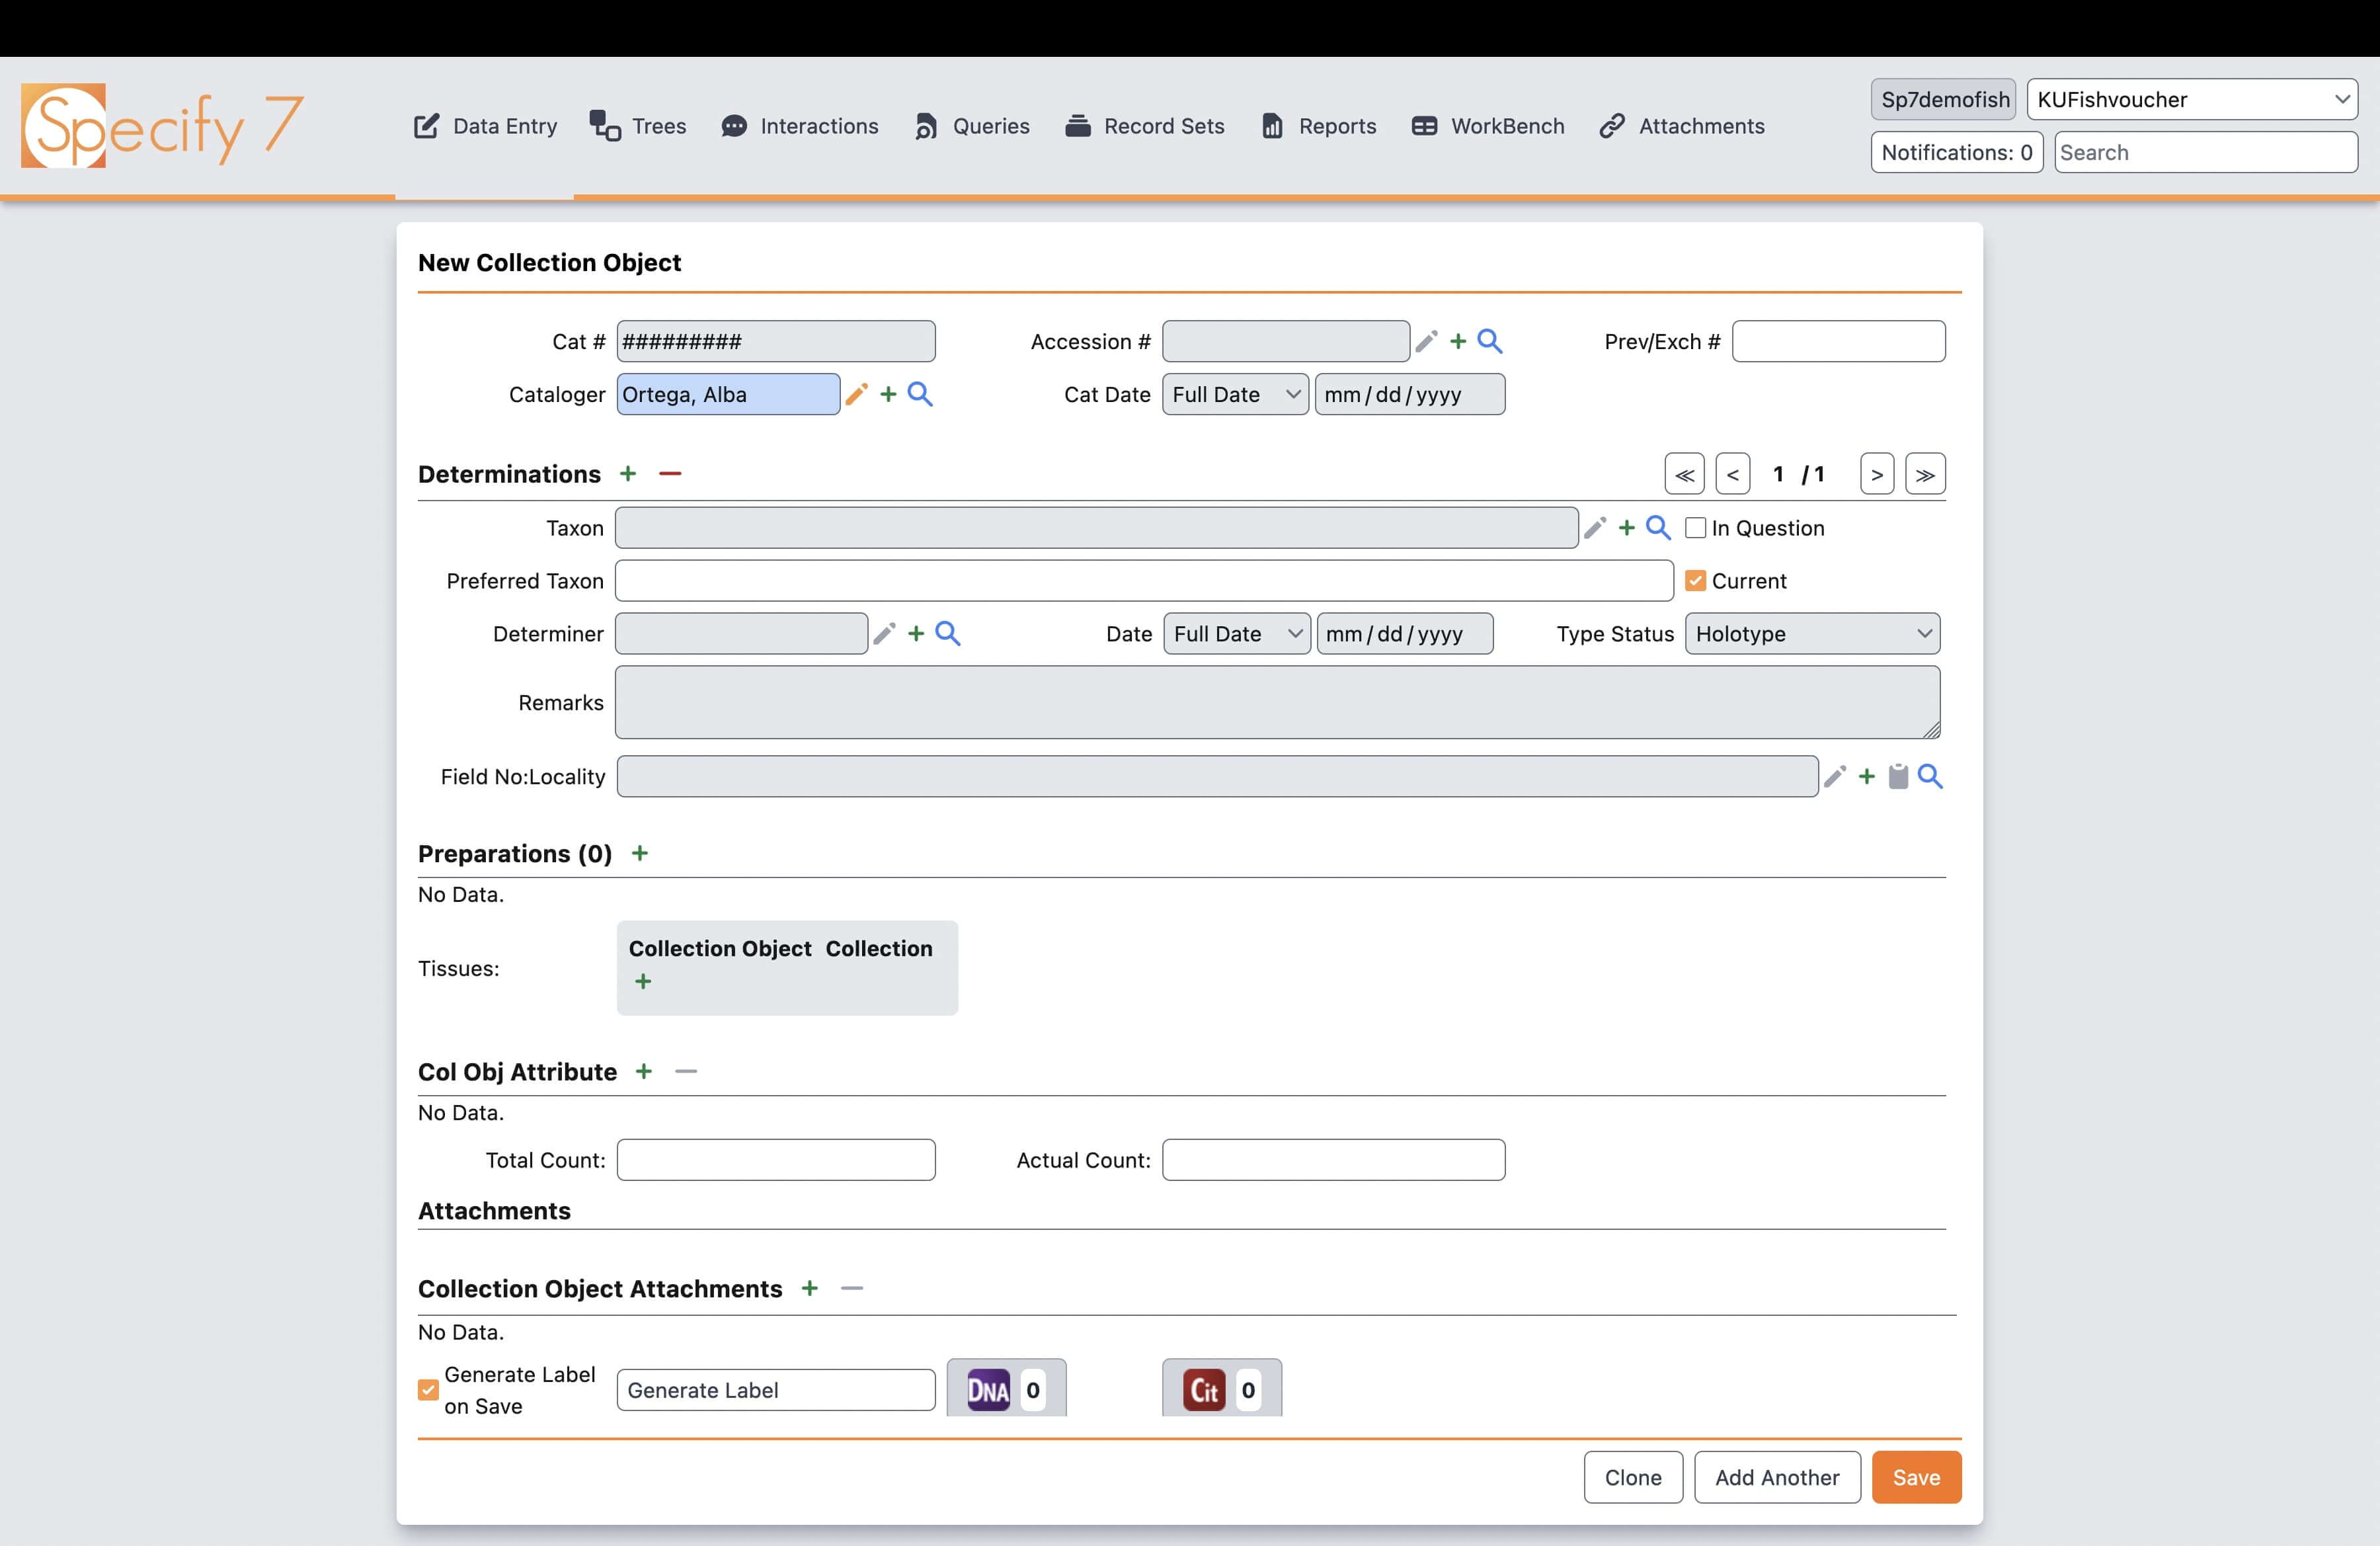 Specify 7
Data Entry
Trees
Interactions
Queries
Record Sets
Reports
WorkBench
Attachments
Sp7demofish
KUFishvoucher
Notifications: 0
Search
New Collection Object
Cat # #########
Accession #
Prev/Exch #
Cataloger Ortega, Alba
Cat Date Full Date mm/dd/yyyy
Determinations + −
≪ < 1 /1 > ≫
Taxon
In Question
Preferred Taxon
Current
Determiner
Date Full Date mm/dd/yyyy
Type Status Holotype
Remarks
Field No:Locality
Preparations (0) +
No Data.
Tissues:
Collection Object Collection
+
Col Obj Attribute + −
No Data.
Total Count:
Actual Count:
Attachments
Collection Object Attachments + −
No Data.
Generate Label
on Save
Generate Label
DNA 0
Cit 0
Clone
Add Another
Save